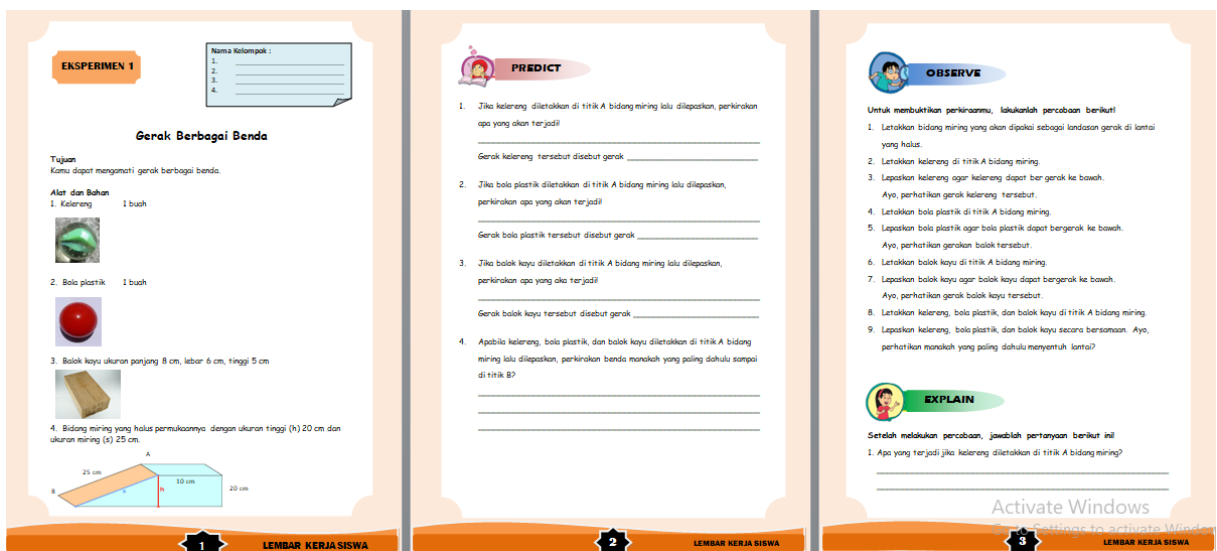 EKSPERIMEN 1
Nama Kelompok :
1.
2.
3.
4.
Gerak Berbagai Benda
Tujuan
Kamu dapat mengamati gerak berbagai benda.
Alat dan Bahan
1. Kelereng 1 buah
2. Bola plastik 1 buah
3. Balok kayu ukuran panjang 8 cm, lebar 6 cm, tinggi 5 cm
4. Bidang miring yang halus permukaannya dengan ukuran tinggi (h) 20 cm dan
ukuran miring (s) 25 cm.
A
25 cm
10 cm
B
s
h
20 cm
1
LEMBAR KERJA SISWA
PREDICT
1. Jika kelereng diletakkan di titik A bidang miring lalu dilepaskan, perkirakan
apa yang akan terjadi!
Gerak kelereng tersebut disebut gerak
2. Jika bola plastik diletakkan di titik A bidang miring lalu dilepaskan,
perkirakan apa yang akan terjadi!
Gerak bola plastik tersebut disebut gerak
3. Jika balok kayu diletakkan di titik A bidang miring lalu dilepaskan,
perkirakan apa yang aka terjadi!
Gerak balok kayu tersebut disebut gerak
4. Apabila kelereng, bola plastik, dan balok kayu diletakkan di titik A bidang
miring lalu dilepaskan, perkirakan benda manakah yang paling dahulu sampai
di titik B?
2
LEMBAR KERJA SISWA
OBSERVE
Untuk membuktikan perkiraanmu, lakukanlah percobaan berikut!
1. Letakkan bidang miring yang akan dipakai sebagai landasan gerak di lantai
yang halus.
2. Letakkan kelereng di titik A bidang miring.
3. Lepaskan kelereng agar kelereng dapat ber gerak ke bawah.
Ayo, perhatikan gerak kelereng tersebut.
4. Letakkan bola plastik di titik A bidang miring.
5. Lepaskan bola plastik agar bola plastik dapat bergerak ke bawah.
Ayo, perhatikan gerakan balok tersebut.
6. Letakkan balok kayu di titik A bidang miring.
7. Lepaskan balok kayu agar balok kayu dapat bergerak ke bawah.
Ayo, perhatikan gerak balok kayu tersebut.
8. Letakkan kelereng, bola plastik, dan balok kayu di titik A bidang miring.
9. Lepaskan kelereng, bola plastik, dan balok kayu secara bersamaan. Ayo,
perhatikan manakah yang paling dahulu menyentuh lantai?
EXPLAIN
Setelah melakukan percobaan, jawablah pertanyaan berikut ini!
1. Apa yang terjadi jika kelereng diletakkan di titik A bidang miring?
Activate Windows
Go to Settings to activate Windows
3
LEMBAR KERJA SISWA